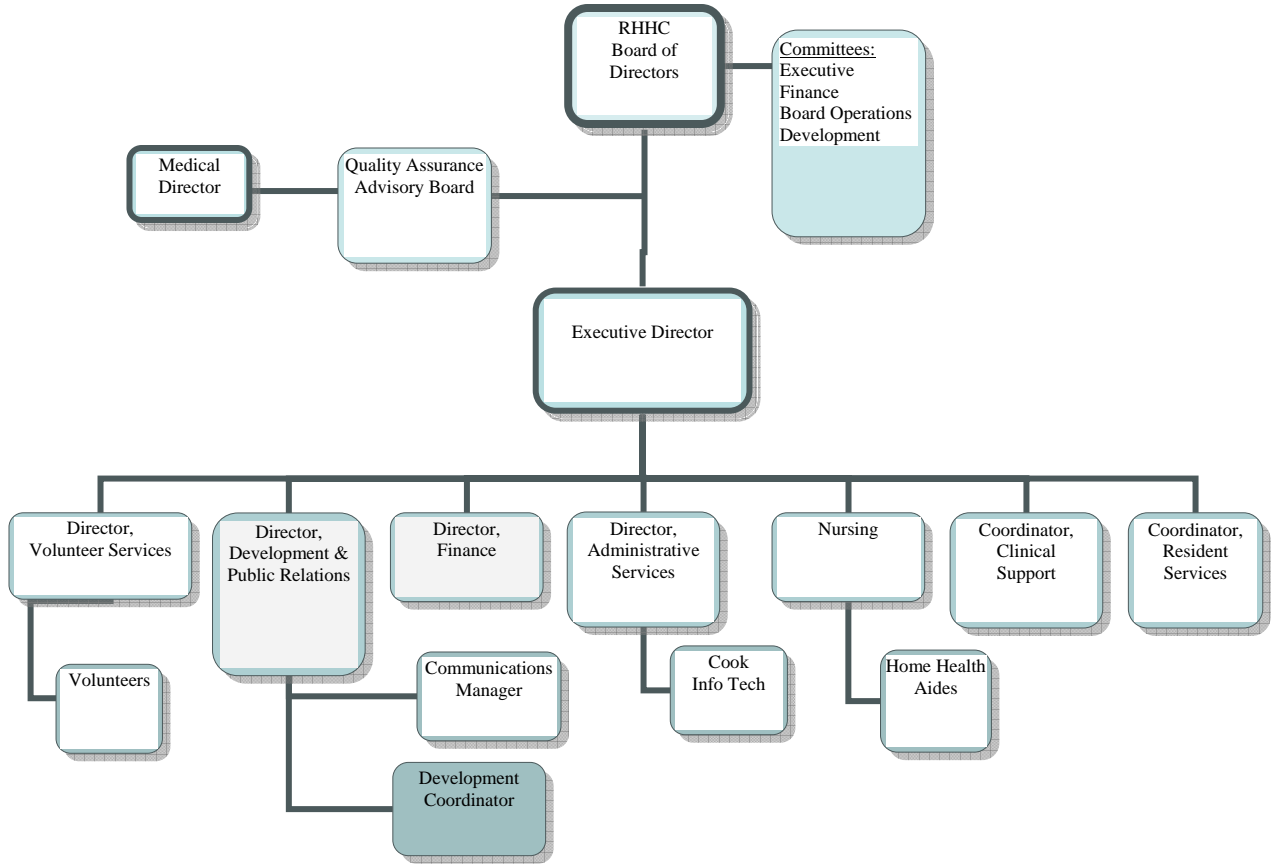 RHHC
Board of
Directors
Committees:
Executive
Finance
Board Operations
Development
Medical
Director
Quality Assurance
Advisory Board
Executive Director
Director,
Volunteer Services
Director,
Development &
Public Relations
Director,
Finance
Director,
Administrative
Services
Nursing
Coordinator,
Clinical
Support
Coordinator,
Resident
Services
Volunteers
Communications
Manager
Cook
Info Tech
Home Health
Aides
Development
Coordinator